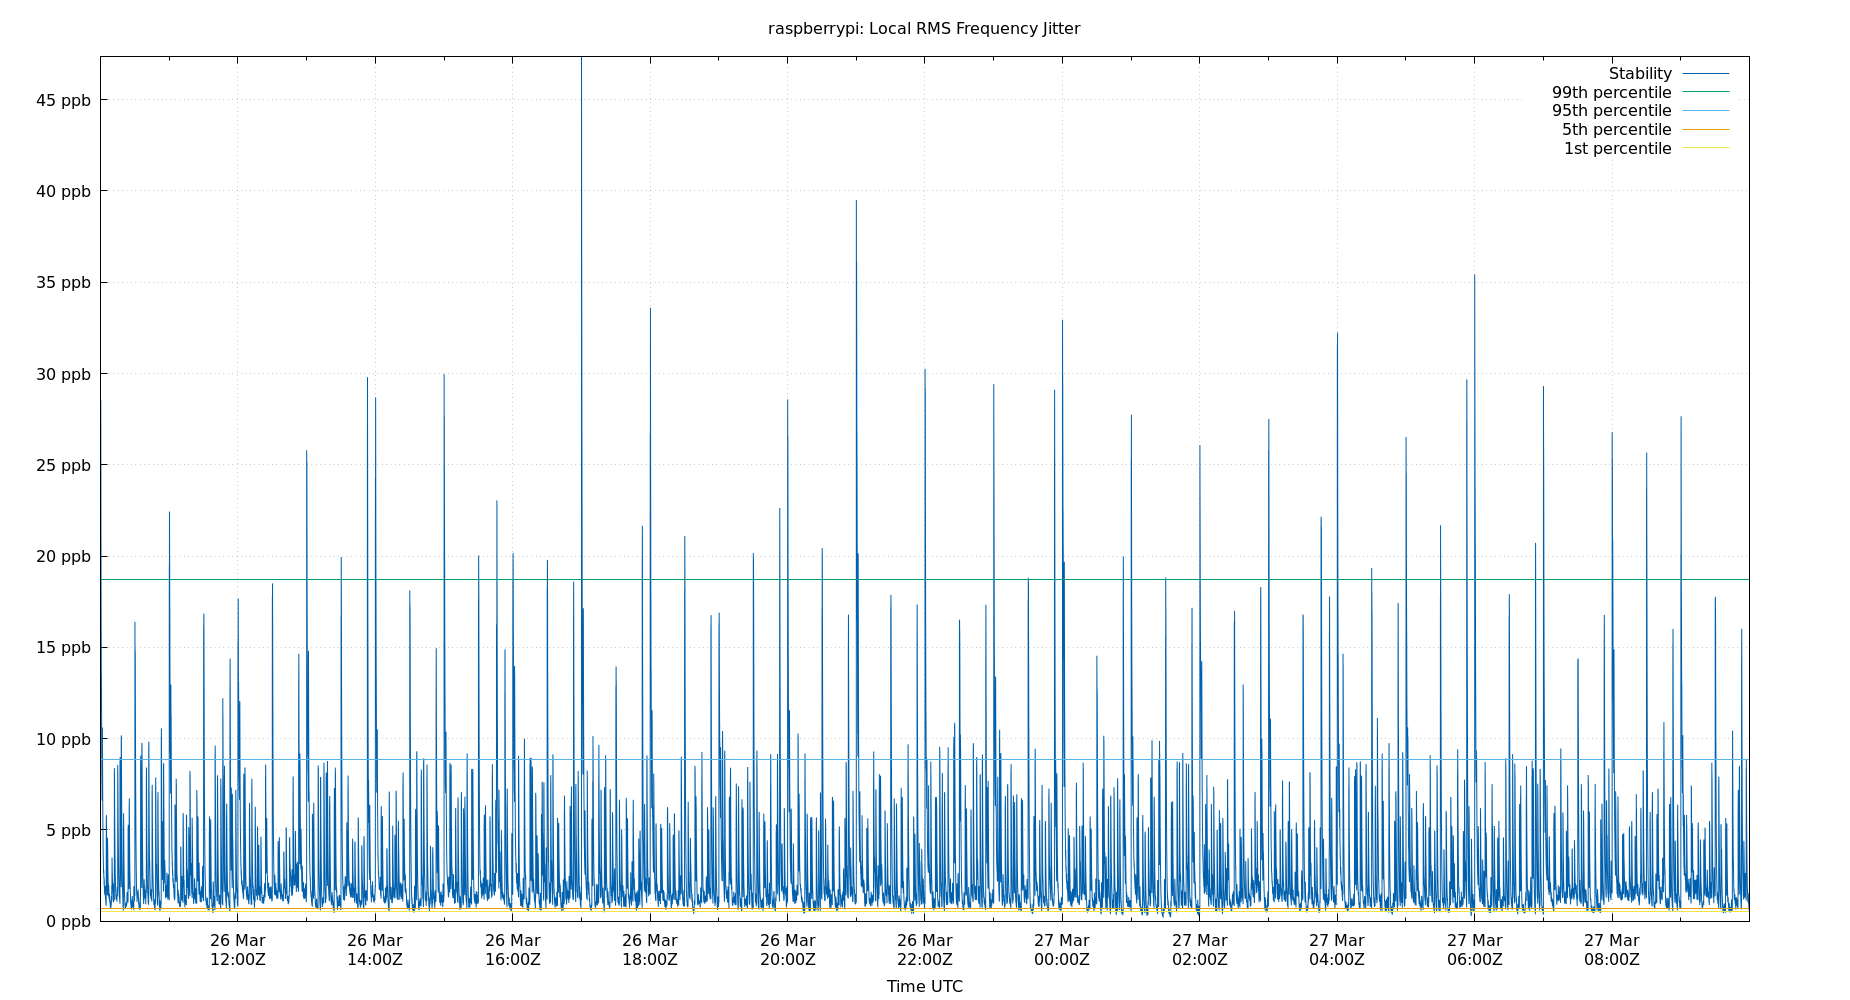 raspberrypi: Local RMS Frequency Jitter
Stability
99th percentile
95th percentile
5th percentile
1st percentile
45 ppb
40 ppb
35 ppb
30 ppb
25 ppb
20 ppb
15 ppb
10 ppb
5 ppb
0 ppb
26 Mar 26 Mar 26 Mar 26 Mar 26 Mar 26 Mar 27 Mar 27 Mar 27 Mar 27 Mar 27 Mar
12:00Z 14:00Z 16:00Z 18:00Z 20:00Z 22:00Z 00:00Z 02:00Z 04:00Z 06:00Z 08:00Z
Time UTC